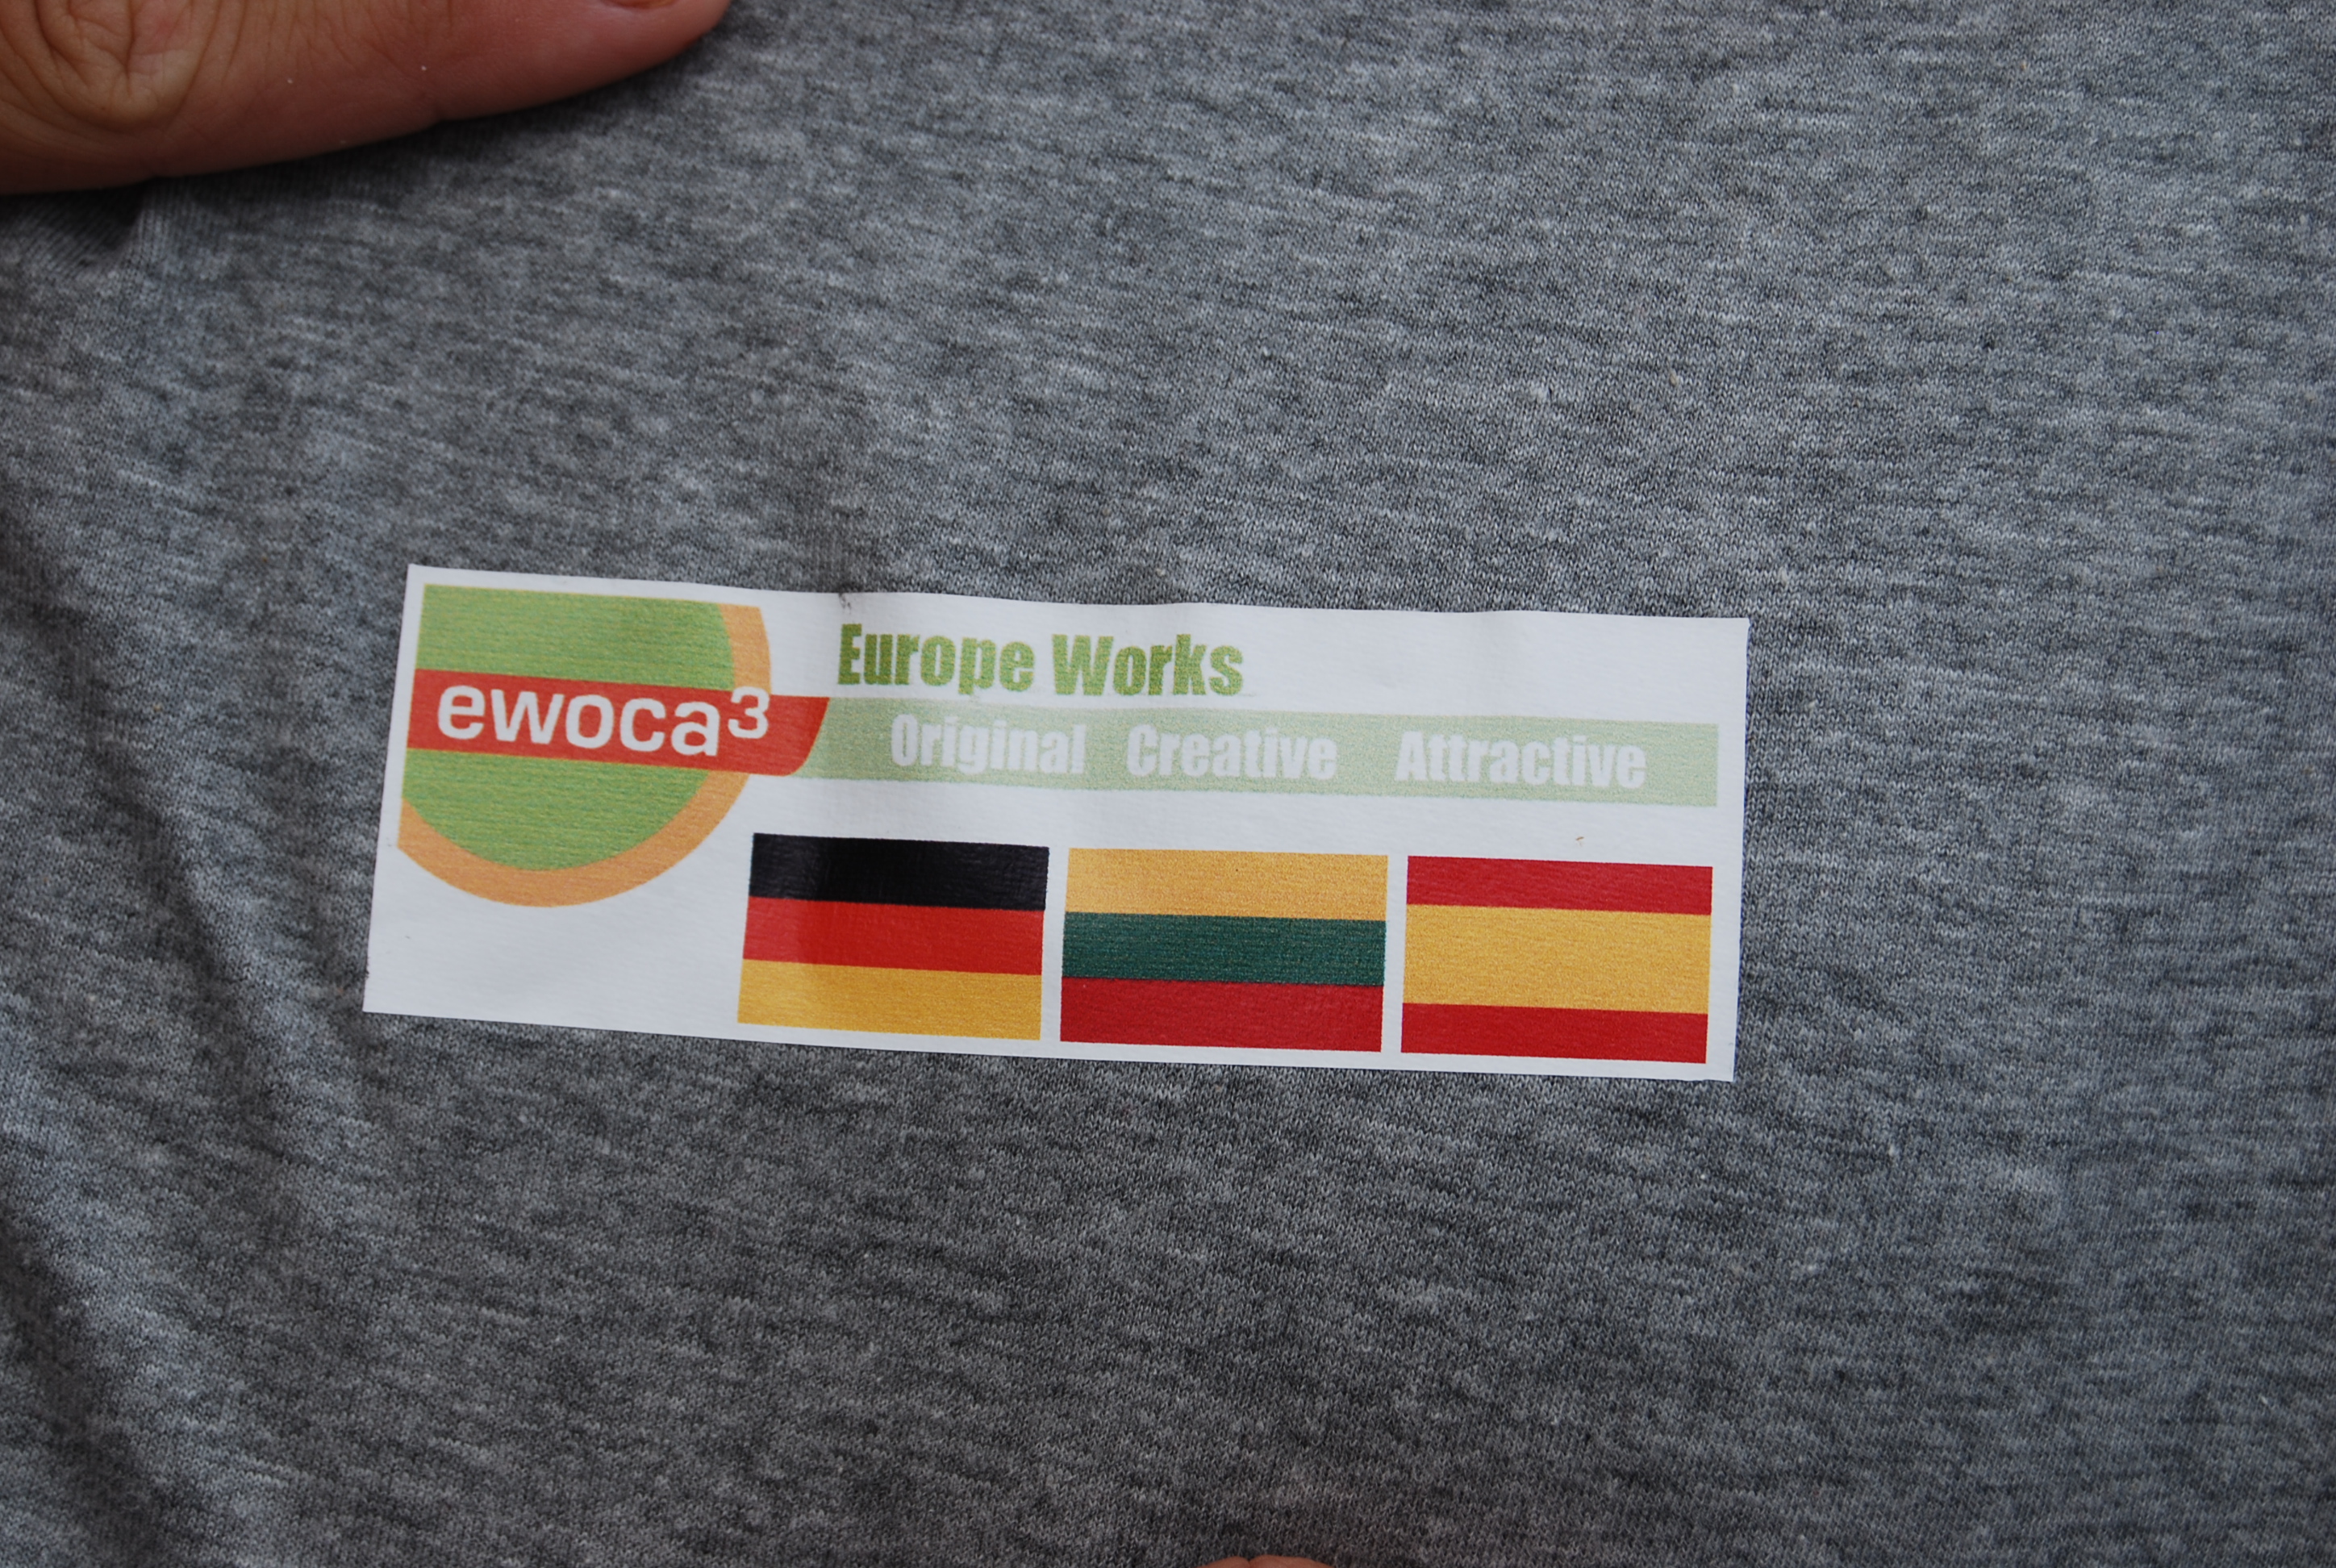 Europe Works
ewoca³
Original Creative Attractive